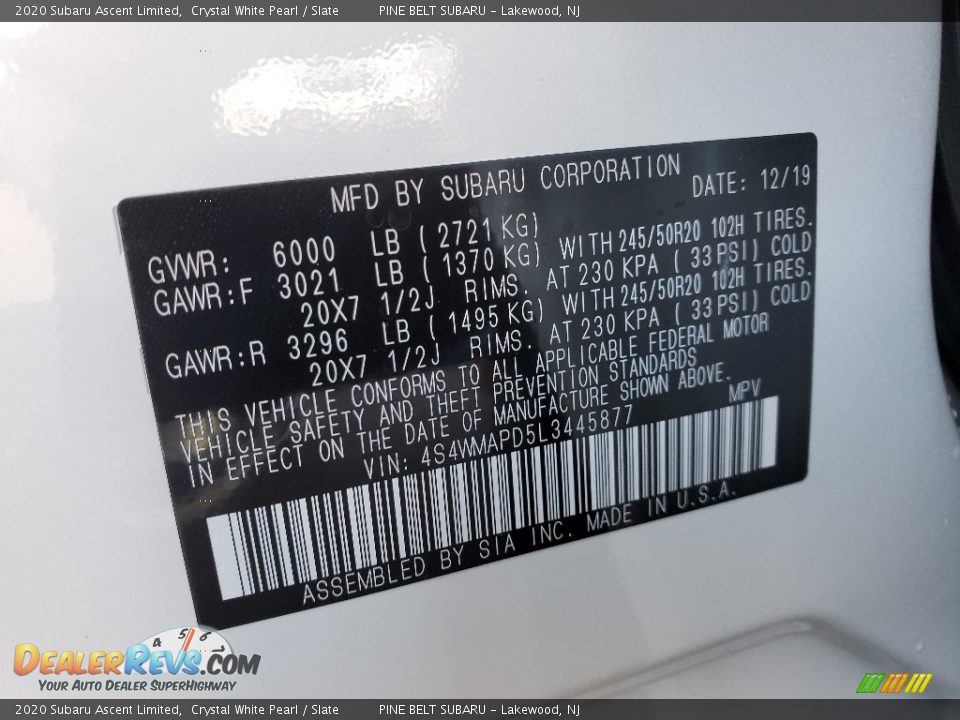 2020 Subaru Ascent Limited, Crystal White Pearl / Slate PINE BELT SUBARU - Lakewood, NJ
MFD BY SUBARU CORPORATION DATE: 12/19
GVWR: 6000 LB ( 2721 KG)
GAWR:F 3021 LB ( 1370 KG) WITH 245/50R20 102H TIRES.
20X7 1/2J RIMS. AT 230 KPA ( 33 PSI) COLD
GAWR:R 3296 LB ( 1495 KG) WITH 245/50R20 102H TIRES.
20X7 1/2J RIMS. AT 230 KPA ( 33 PSI) COLD
THIS VEHICLE CONFORMS TO ALL APPLICABLE FEDERAL MOTOR
VEHICLE SAFETY AND THEFT PREVENTION STANDARDS
IN EFFECT ON THE DATE OF MANUFACTURE SHOWN ABOVE.
VIN: 4S4WMAPD5L3445877 MPV
ASSEMBLED BY SIA INC. MADE IN U.S.A.
4 5 6
DEALERREVS.COM
YOUR AUTO DEALER SUPERHIGHWAY
2020 Subaru Ascent Limited, Crystal White Pearl / Slate PINE BELT SUBARU - Lakewood, NJ